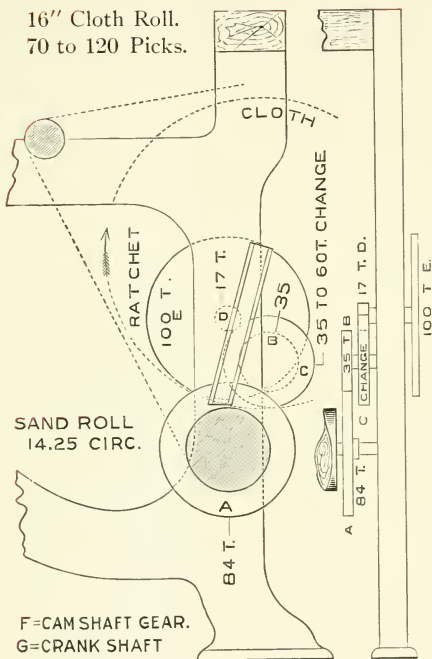 16″ Cloth Roll.
70 to 120 Picks.
CLOTH
RATCHET
100 T.
E
17 T.
D
35
B
C
35 TO 60T. CHANGE
SAND ROLL
14.25 CIRC.
A
84 T.
F=CAM SHAFT GEAR.
G=CRANK SHAFT
17 T. D.
35 T B
CHANGE
C
84 T.
A
100 T E.